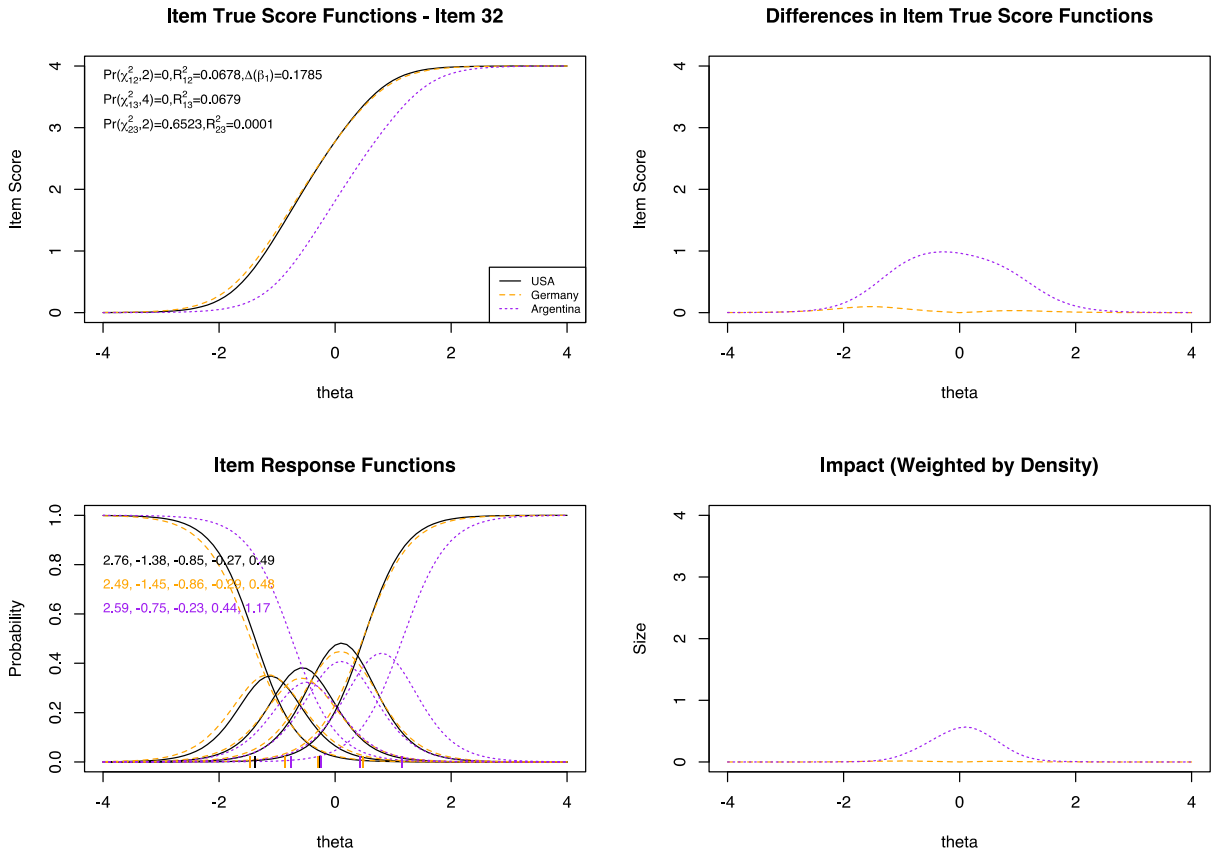 Item True Score Functions - Item 32
Pr(χ²₁₂,2)=0,R²₁₂=0.0678,Δ(β₁)=0.1785
Pr(χ²₁₃,4)=0,R²₁₃=0.0679
Pr(χ²₂₃,2)=0.6523,R²₂₃=0.0001
Item Score
4
3
2
1
0
USA
Germany
Argentina
-4 -2 0 2 4
theta
Differences in Item True Score Functions
Item Score
4
3
2
1
0
-4 -2 0 2 4
theta
Item Response Functions
Probability
1.0
0.8
0.6
0.4
0.2
0.0
2.76, -1.38, -0.85, -0.27, 0.49
2.49, -1.45, -0.86, -0.29, 0.48
2.59, -0.75, -0.23, 0.44, 1.17
-4 -2 0 2 4
theta
Impact (Weighted by Density)
Size
4
3
2
1
0
-4 -2 0 2 4
theta